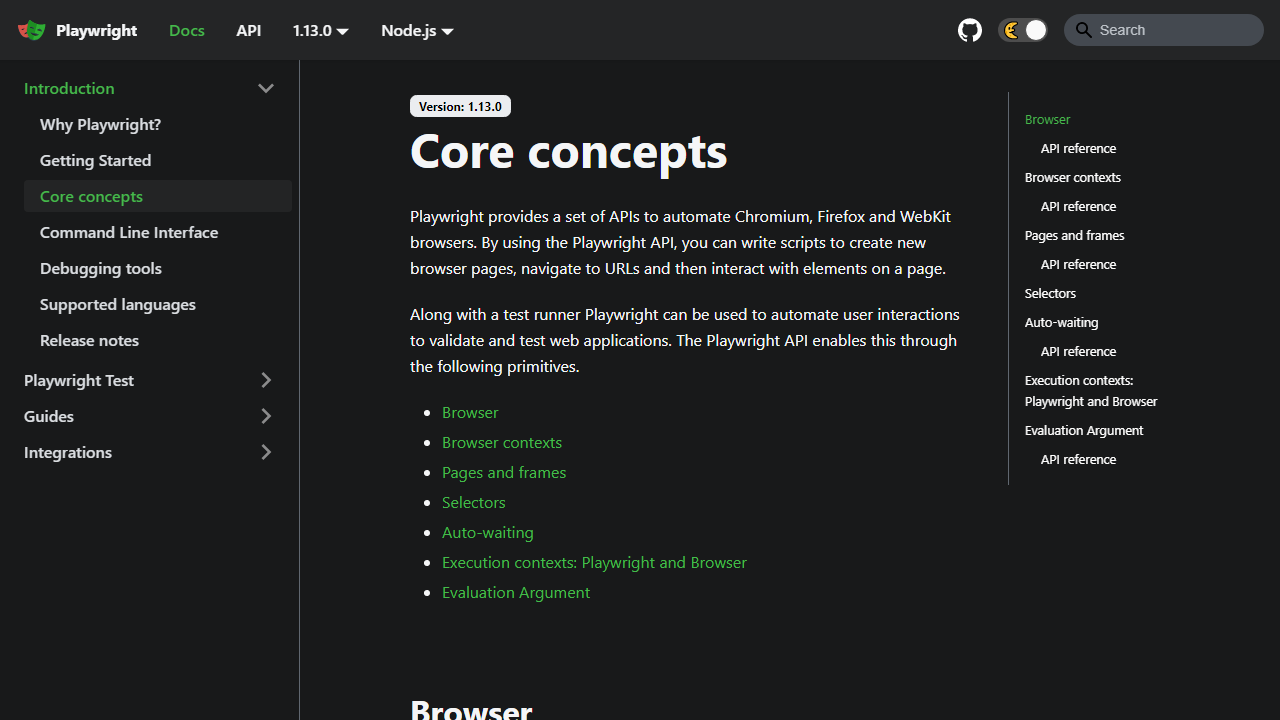 Playwright
Docs
API
1.13.0
Node.js
Search
Introduction
Why Playwright?
Getting Started
Core concepts
Command Line Interface
Debugging tools
Supported languages
Release notes
Playwright Test
Guides
Integrations
Version: 1.13.0
Core concepts
Playwright provides a set of APIs to automate Chromium, Firefox and WebKit
browsers. By using the Playwright API, you can write scripts to create new
browser pages, navigate to URLs and then interact with elements on a page.
Along with a test runner Playwright can be used to automate user interactions
to validate and test web applications. The Playwright API enables this through
the following primitives.
Browser
Browser contexts
Pages and frames
Selectors
Auto-waiting
Execution contexts: Playwright and Browser
Evaluation Argument
Browser
Browser
API reference
Browser contexts
API reference
Pages and frames
API reference
Selectors
Auto-waiting
API reference
Execution contexts:
Playwright and Browser
Evaluation Argument
API reference